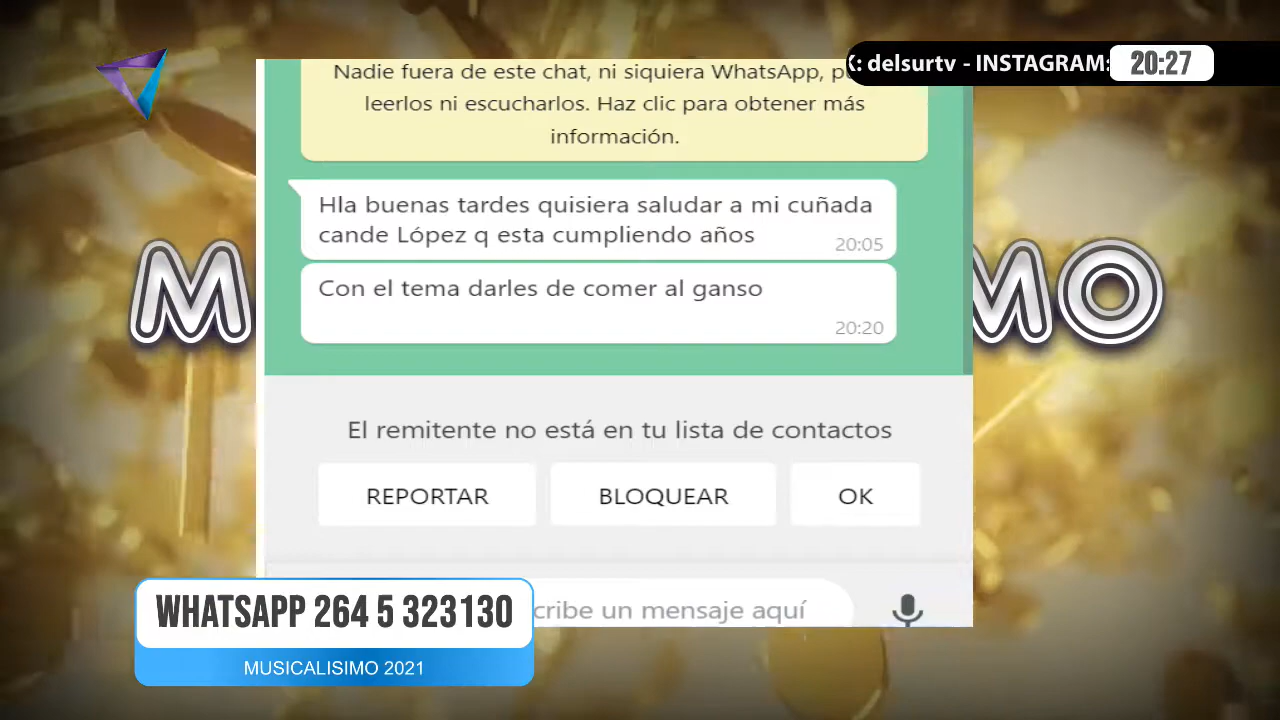 K: delsurtv - INSTAGRAM:
20:27
Nadie fuera de este chat, ni siquiera WhatsApp,
leerlos ni escucharlos. Haz clic para obtener más
información.
Hla buenas tardes quisiera saludar a mi cuñada
cande López q esta cumpliendo años
20:05
Con el tema darles de comer al ganso
20:20
M
MO
El remitente no está en tu lista de contactos
REPORTAR
BLOQUEAR
OK
cribe un mensaje aquí
WHATSAPP 264 5 323130
MUSICALISIMO 2021